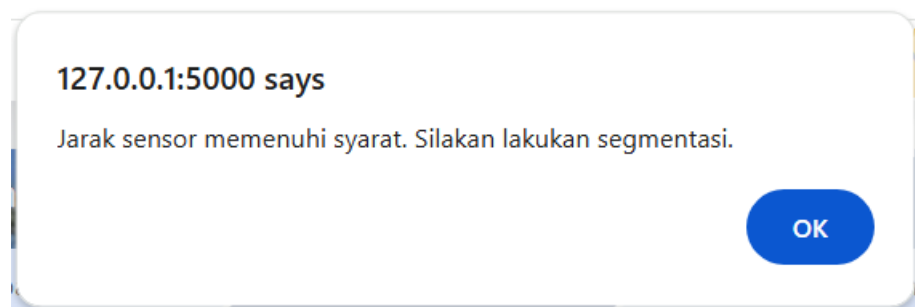 127.0.0.1:5000 says
Jarak sensor memenuhi syarat. Silakan lakukan segmentasi.
OK